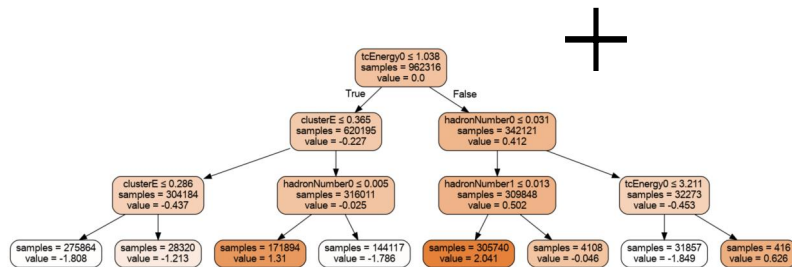 tcEnergy0 ≤ 1.038
samples = 962316
value = 0.0
True
False
clusterE ≤ 0.365
samples = 620195
value = -0.227
hadronNumber0 ≤ 0.031
samples = 342121
value = 0.412
clusterE ≤ 0.286
samples = 304184
value = -0.437
hadronNumber0 ≤ 0.005
samples = 316011
value = -0.025
hadronNumber1 ≤ 0.013
samples = 309848
value = 0.502
tcEnergy0 ≤ 3.211
samples = 32273
value = -0.453
samples = 275864
value = -1.808
samples = 28320
value = -1.213
samples = 171894
value = 1.31
samples = 144117
value = -1.786
samples = 305740
value = 2.041
samples = 4108
value = -0.046
samples = 31857
value = -1.849
samples = 416
value = 0.626